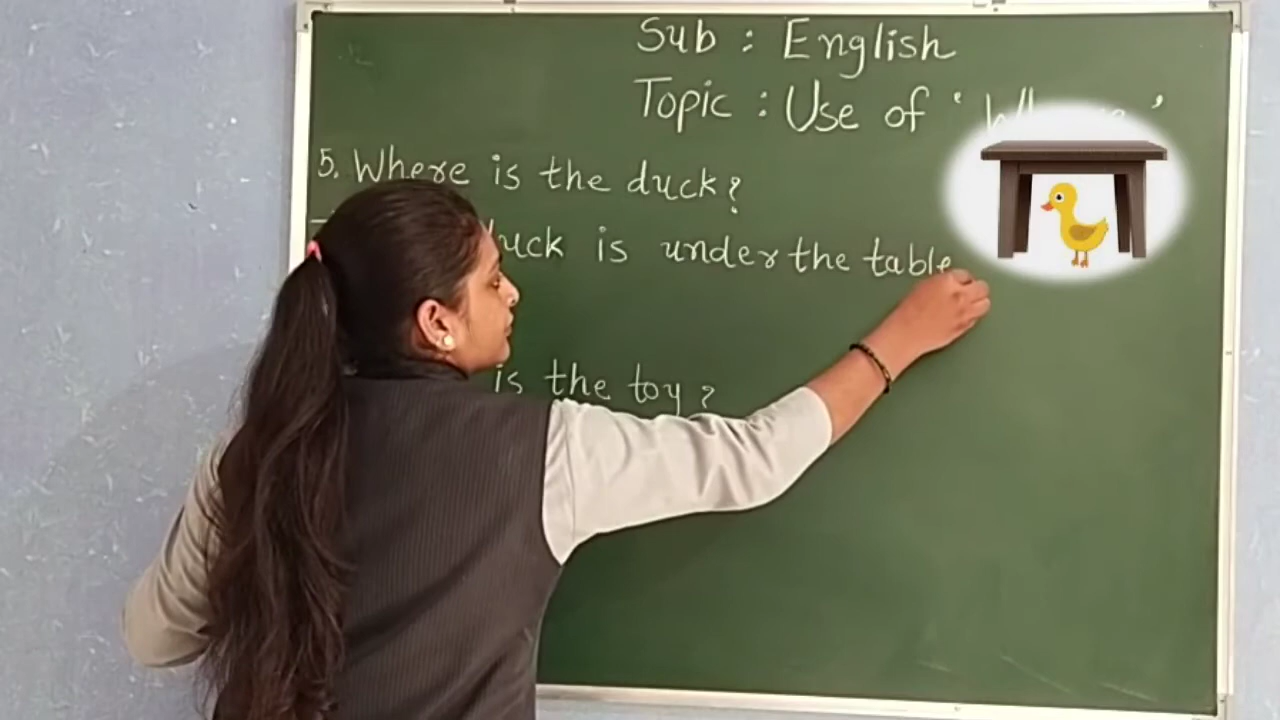 Sub : English
Topic : Use of ' Wh
5. Where is the duck?
duck is under the table
is the toy?